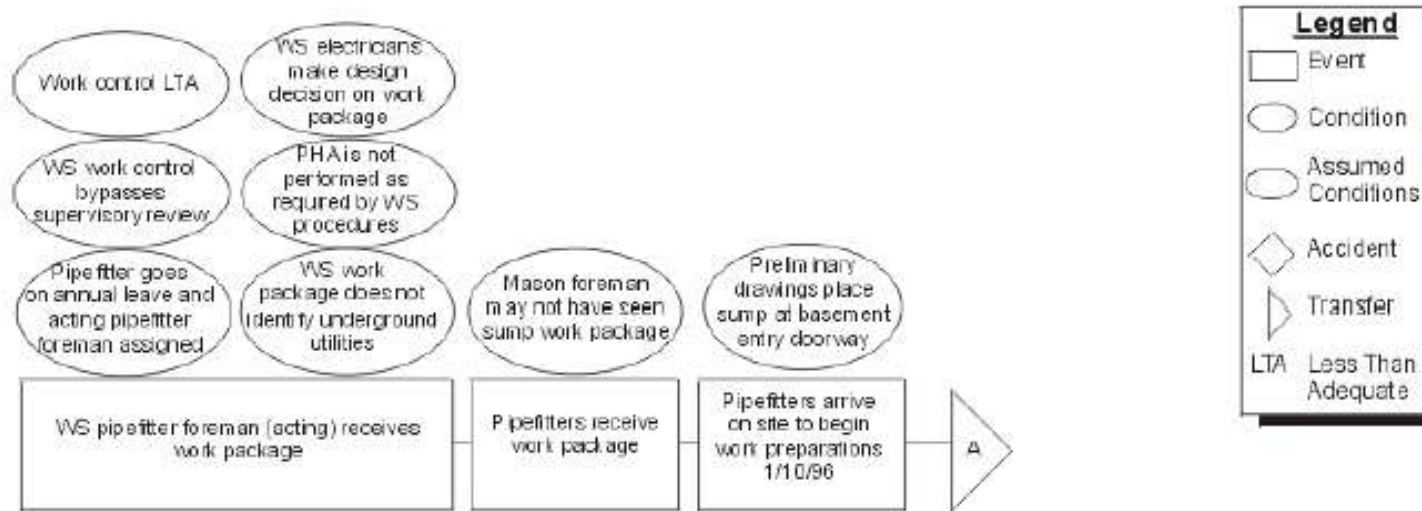 Work control LTA
WS electricians
make design
decision on work
package
WS work control
bypasses
supervisory review
PHA is not
performed as
required by WS
procedures
Pipefitter goes
on annual leave and
acting pipefitter
foreman assigned
WS work
package does not
identify underground
utilities
Mason foreman
may not have seen
sump work package
Preliminary
drawings place
sump at basement
entry doorway
WS pipefitter foreman (acting) receives
work package
Pipefitters receive
work package
Pipefitters arrive
on site to begin
work preparations
1/10/96
A
Legend
Event
Condition
Assumed
Conditions
Accident
Transfer
LTA Less Than
Adequate